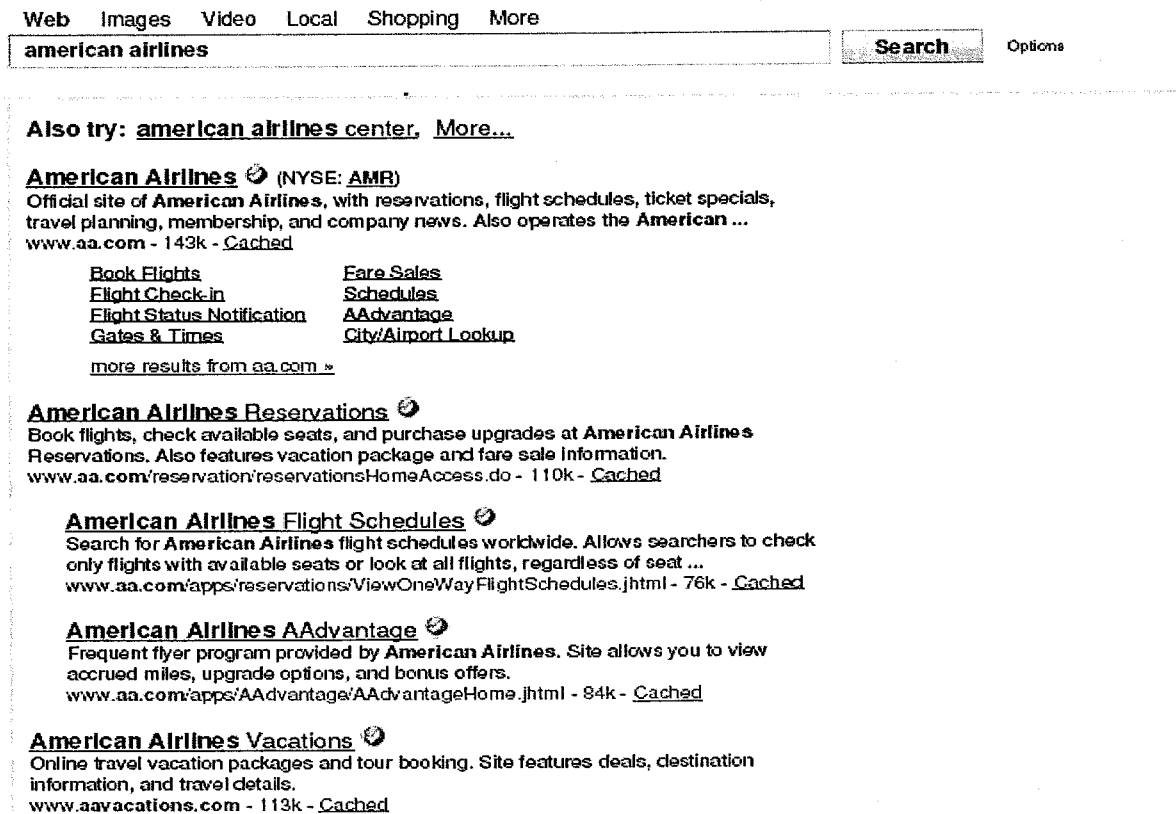 Web Images Video Local Shopping More
american airlines Search Options
Also try: american airlines center, More...
American Airlines (NYSE: AMR)
Official site of American Airlines, with reservations, flight schedules, ticket specials,
travel planning, membership, and company news. Also operates the American ...
www.aa.com - 143k - Cached
Book Flights Fare Sales
Flight Check-in Schedules
Flight Status Notification AAdvantage
Gates & Times City/Airport Lookup
more results from aa.com »
American Airlines Reservations
Book flights, check available seats, and purchase upgrades at American Airlines
Reservations. Also features vacation package and fare sale information.
www.aa.com/reservation/reservationsHomeAccess.do - 110k - Cached
American Airlines Flight Schedules
Search for American Airlines flight schedules worldwide. Allows searchers to check
only flights with available seats or look at all flights, regardless of seat ...
www.aa.com/apps/reservations/ViewOneWayFlightSchedules.jhtml - 76k - Cached
American Airlines AAdvantage
Frequent flyer program provided by American Airlines. Site allows you to view
accrued miles, upgrade options, and bonus offers.
www.aa.com/apps/AAdvantage/AAdvantageHome.jhtml - 84k - Cached
American Airlines Vacations
Online travel vacation packages and tour booking. Site features deals, destination
information, and travel details.
www.aavacations.com - 113k - Cached